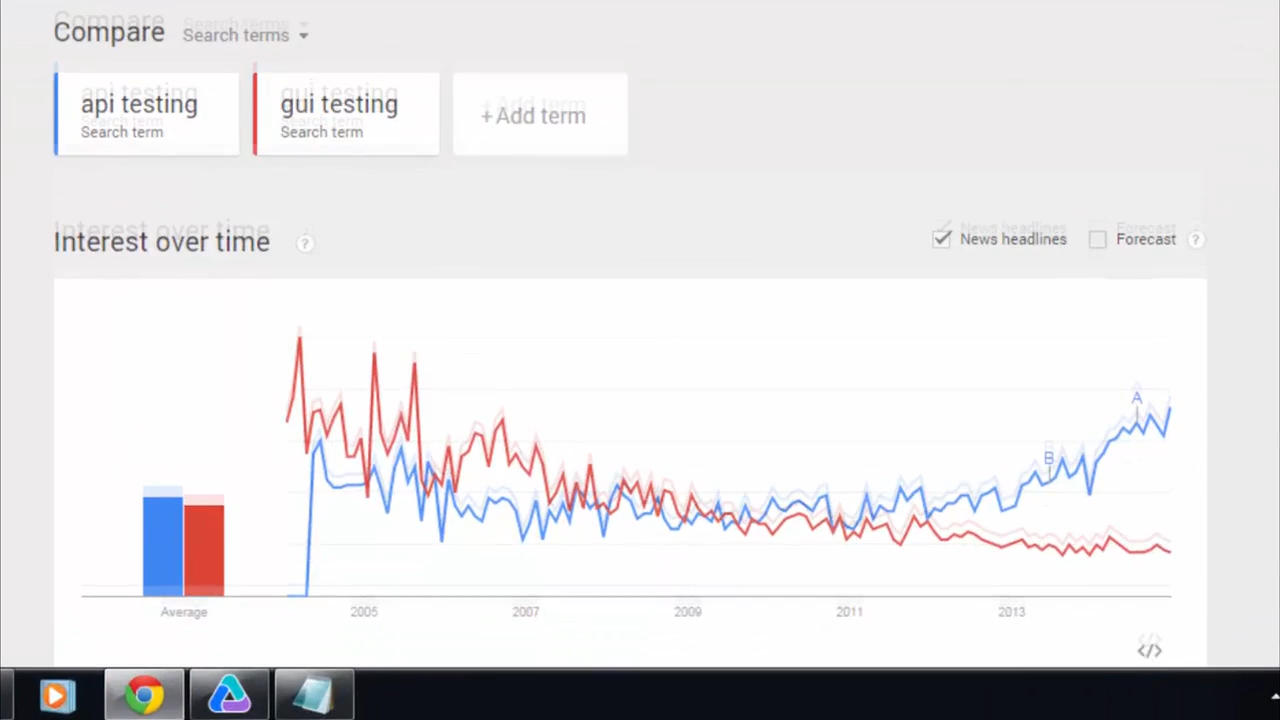 Compare Search terms
api testing gui testing +Add term
Search term Search term
Interest over time ? News headlines Forecast ?
A
B
Average 2005 2007 2009 2011 2013
</>